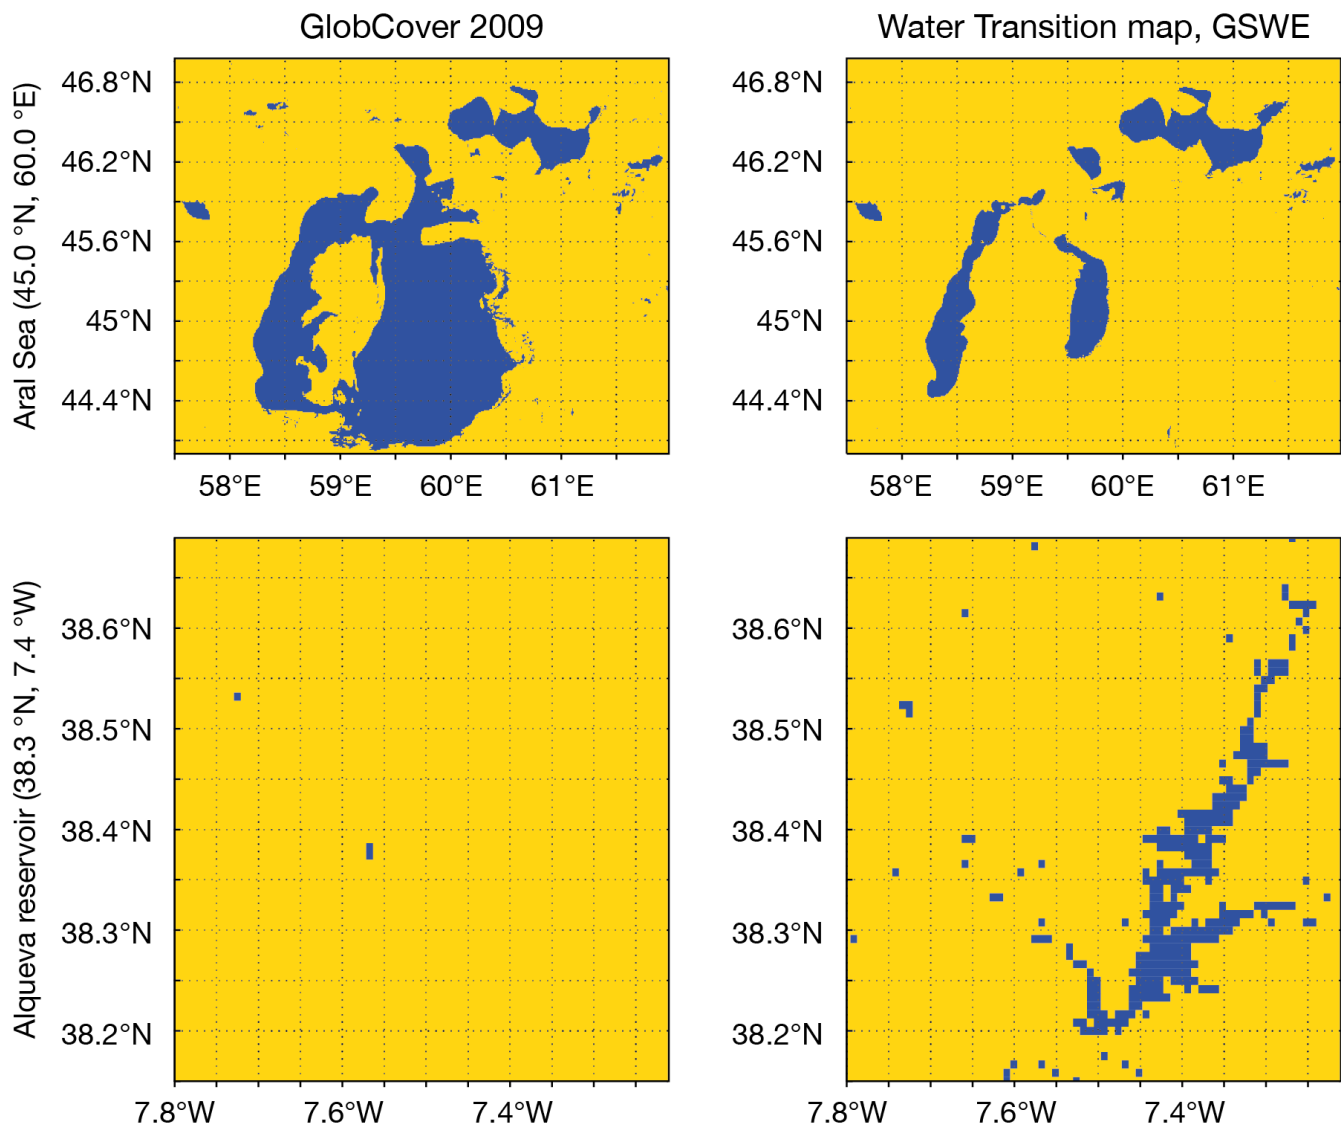 GlobCover 2009
Water Transition map, GSWE
Aral Sea (45.0 °N, 60.0 °E)
46.8°N
46.2°N
45.6°N
45°N
44.4°N
58°E 59°E 60°E 61°E
46.8°N
46.2°N
45.6°N
45°N
44.4°N
58°E 59°E 60°E 61°E
Alqueva reservoir (38.3 °N, 7.4 °W)
38.6°N
38.5°N
38.4°N
38.3°N
38.2°N
7.8°W 7.6°W 7.4°W
38.6°N
38.5°N
38.4°N
38.3°N
38.2°N
7.8°W 7.6°W 7.4°W